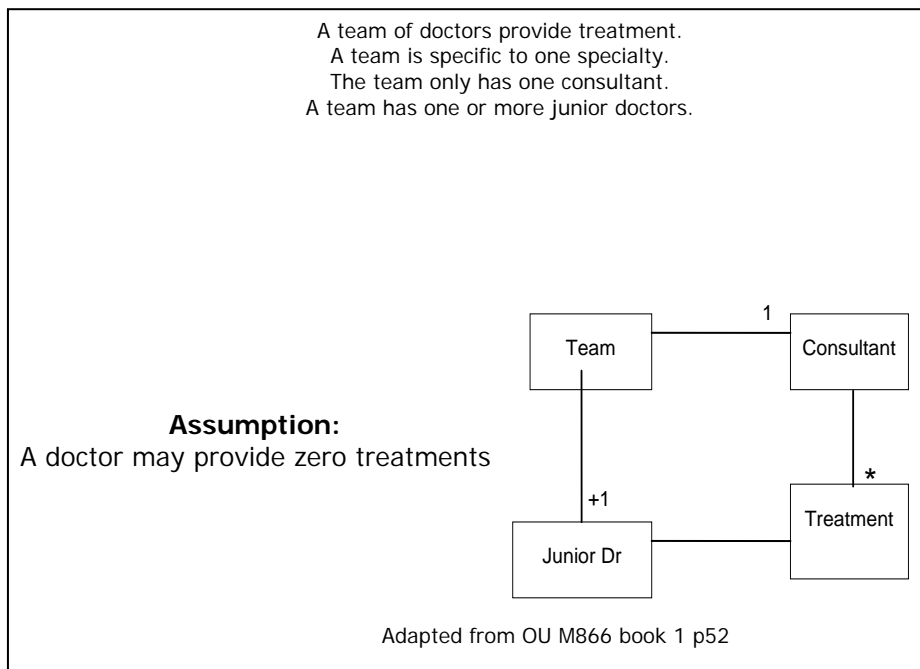 A team of doctors provide treatment.
A team is specific to one specialty.
The team only has one consultant.
A team has one or more junior doctors.
1
Team
Consultant
Assumption:
A doctor may provide zero treatments
*
+1
Treatment
Junior Dr
Adapted from OU M866 book 1 p52